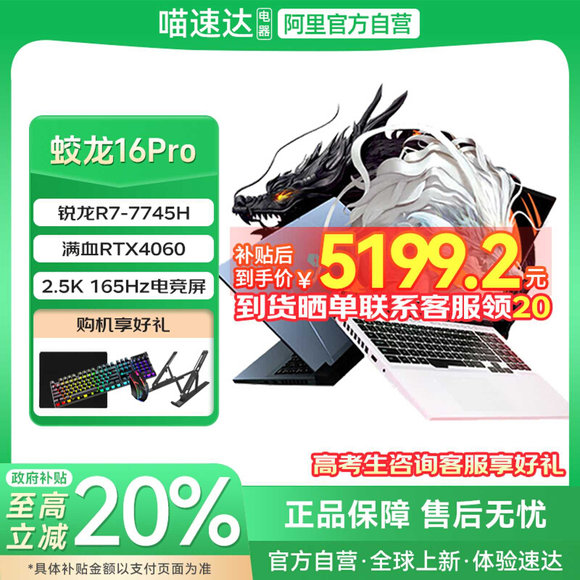 喵速达电器 阿里官方自营
蛟龙16Pro
锐龙R7-7745H
满血RTX4060
2.5K 165Hz电竞屏
购机享好礼
补贴后
到手价¥5199.2元
到货晒单联系客服领20
高考生咨询客服享好礼
政府补贴
至高
立减20%
*具体补贴金额以支付页面为准
正品保障 售后无忧
官方自营·全球上新·体验速达